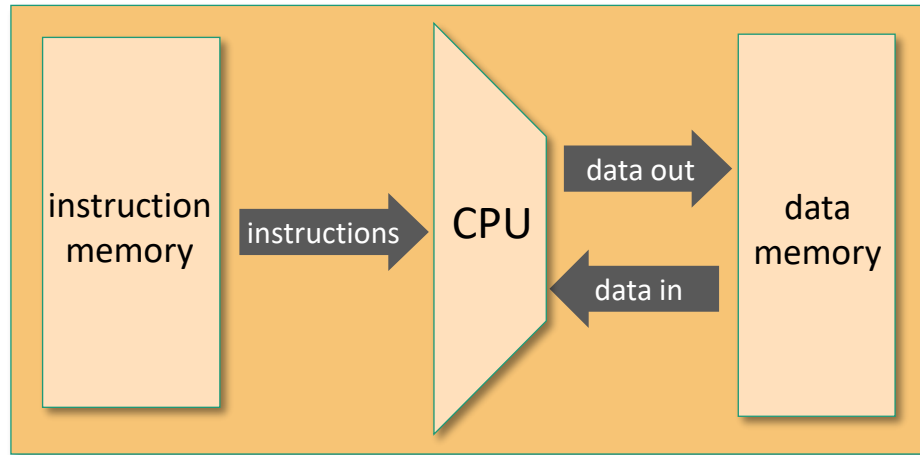 instruction
memory
instructions
CPU
data out
data in
data
memory